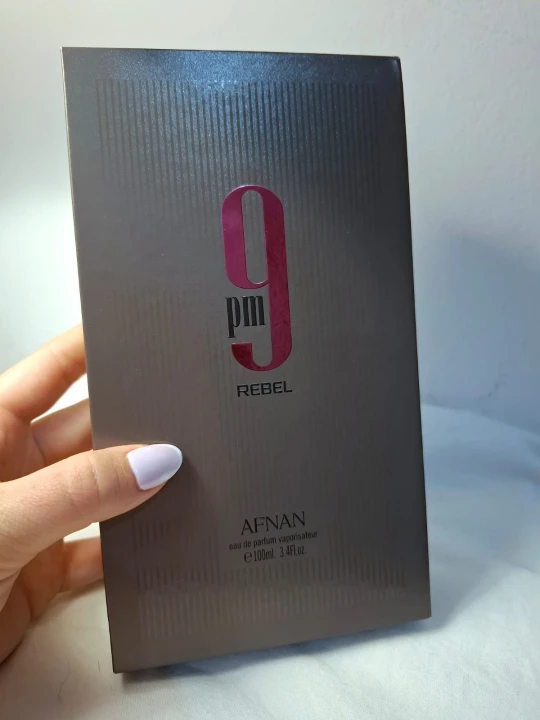 9
pm
REBEL
AFNAN
eau de parfum vaporisateur
℮100mL 3.4Fl.oz.